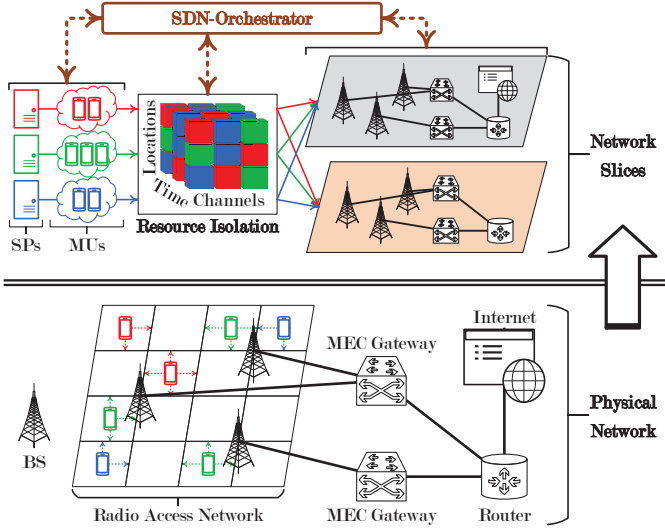 SDN-Orchestrator
Locations
Time
Channels
Resource Isolation
SPs
MUs
Network
Slices
Internet
MEC Gateway
BS
Physical
Network
Radio Access Network
MEC Gateway
Router